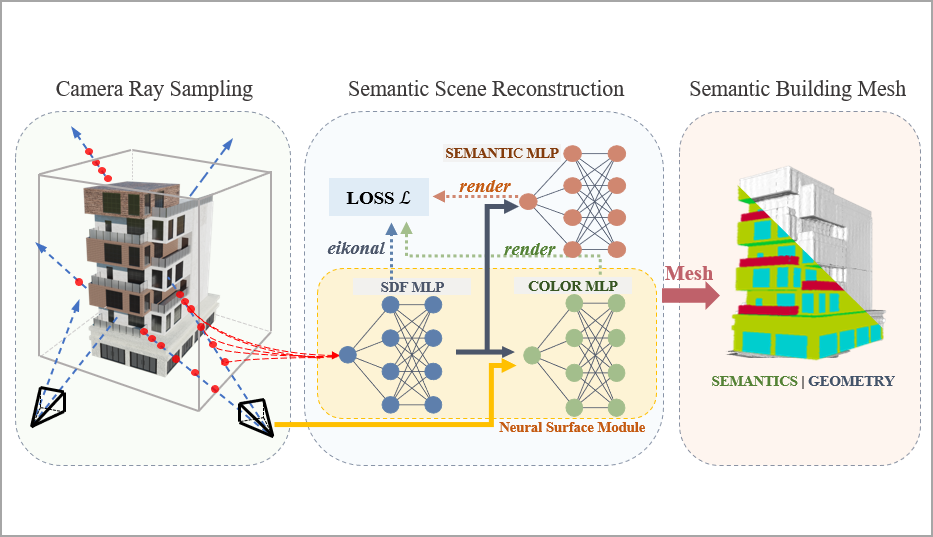 Camera Ray Sampling
Semantic Scene Reconstruction
Semantic Building Mesh
SEMANTIC MLP
LOSS ℒ
render
eikonal
render
SDF MLP
COLOR MLP
Mesh
SEMANTICS | GEOMETRY
Neural Surface Module